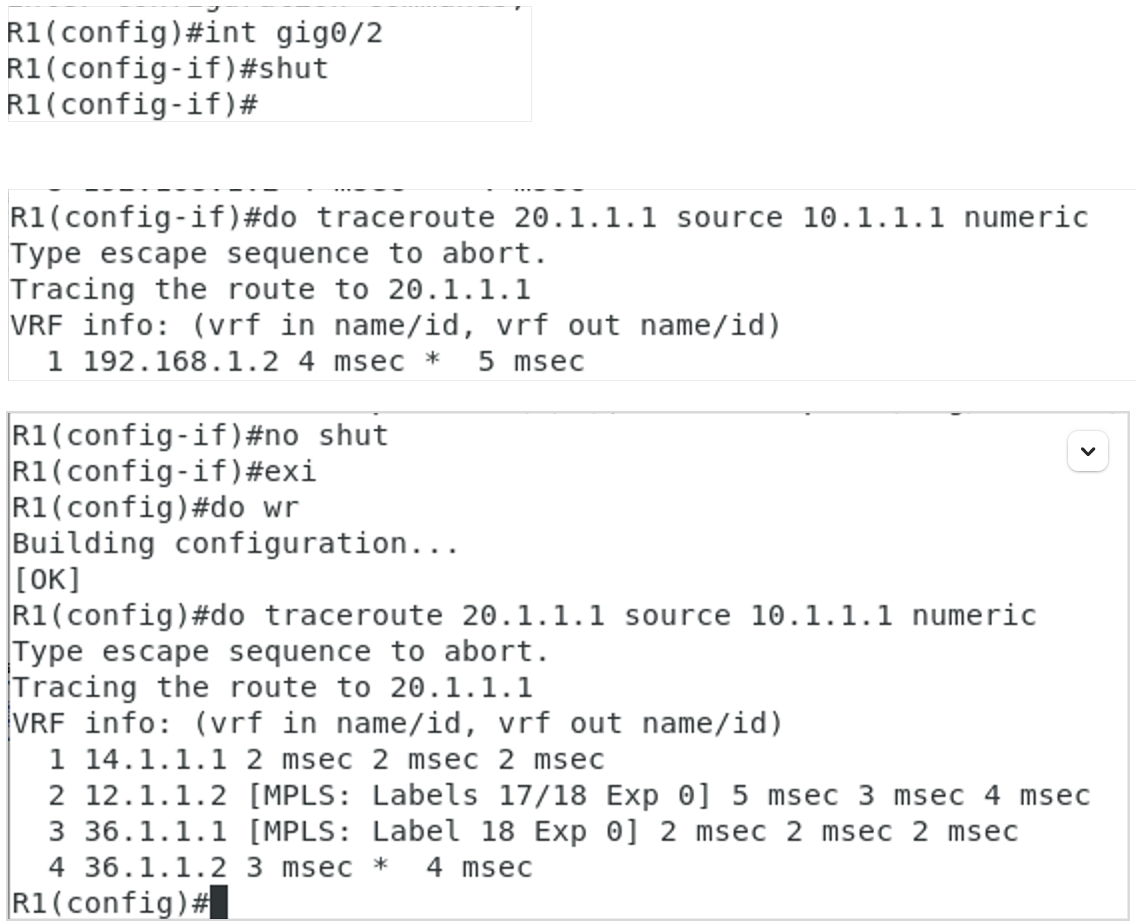 R1(config)#int gig0/2
R1(config-if)#shut
R1(config-if)#
R1(config-if)#do traceroute 20.1.1.1 source 10.1.1.1 numeric
Type escape sequence to abort.
Tracing the route to 20.1.1.1
VRF info: (vrf in name/id, vrf out name/id)
  1 192.168.1.2 4 msec *  5 msec
R1(config-if)#no shut
R1(config-if)#exi
R1(config)#do wr
Building configuration...
[OK]
R1(config)#do traceroute 20.1.1.1 source 10.1.1.1 numeric
Type escape sequence to abort.
Tracing the route to 20.1.1.1
VRF info: (vrf in name/id, vrf out name/id)
  1 14.1.1.1 2 msec 2 msec 2 msec
  2 12.1.1.2 [MPLS: Labels 17/18 Exp 0] 5 msec 3 msec 4 msec
  3 36.1.1.1 [MPLS: Label 18 Exp 0] 2 msec 2 msec 2 msec
  4 36.1.1.2 3 msec *  4 msec
R1(config)#